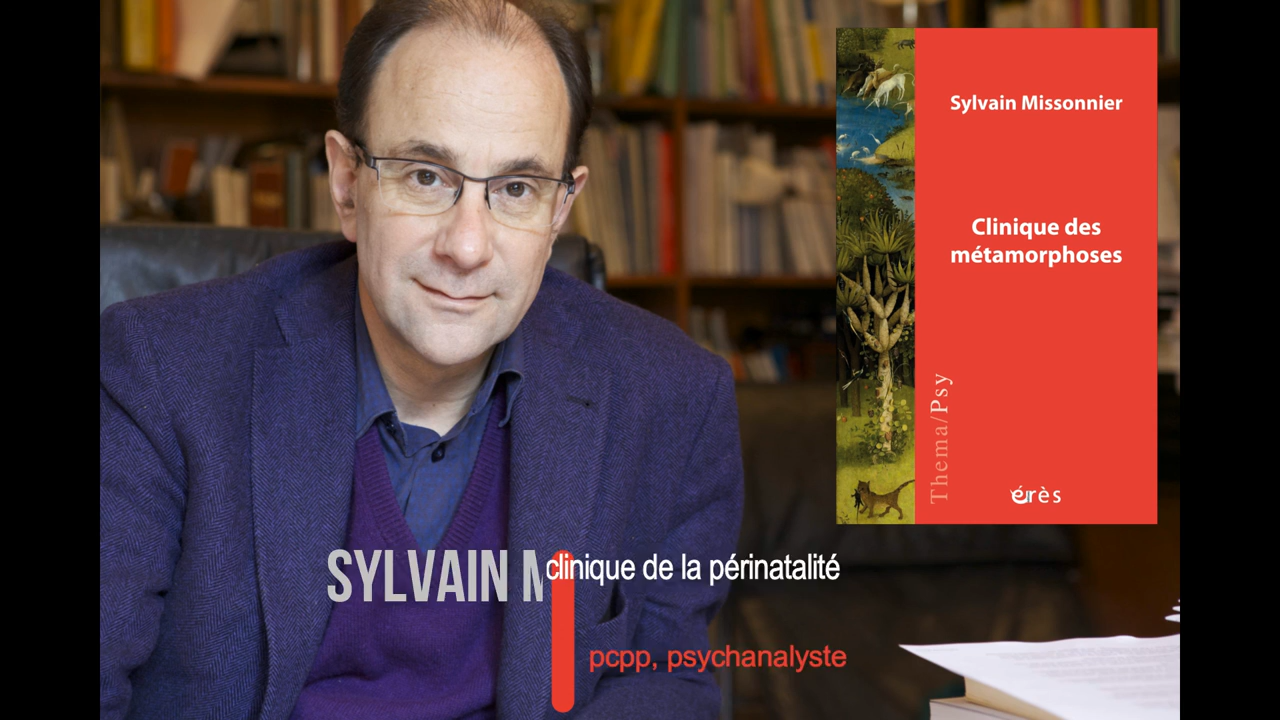 Sylvain Missonnier
Clinique des
métamorphoses
Thema/Psy
érès
SYLVAIN
clinique de la périnatalité
pcpp, psychanalyste